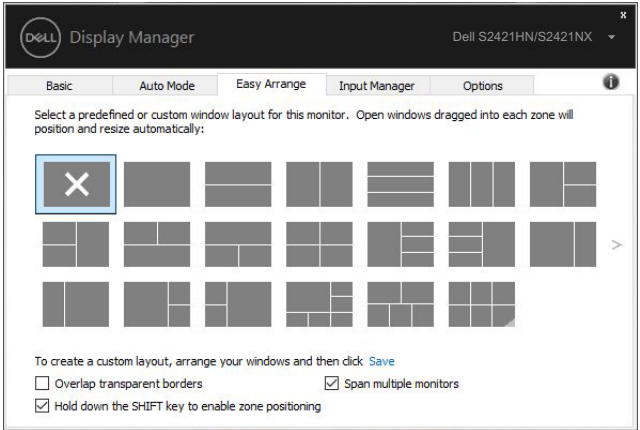 x
DELL Display Manager Dell S2421HN/S2421NX
Basic Auto Mode Easy Arrange Input Manager Options
Select a predefined or custom window layout for this monitor. Open windows dragged into each zone will
position and resize automatically:
To create a custom layout, arrange your windows and then click Save
Overlap transparent borders Span multiple monitors
Hold down the SHIFT key to enable zone positioning